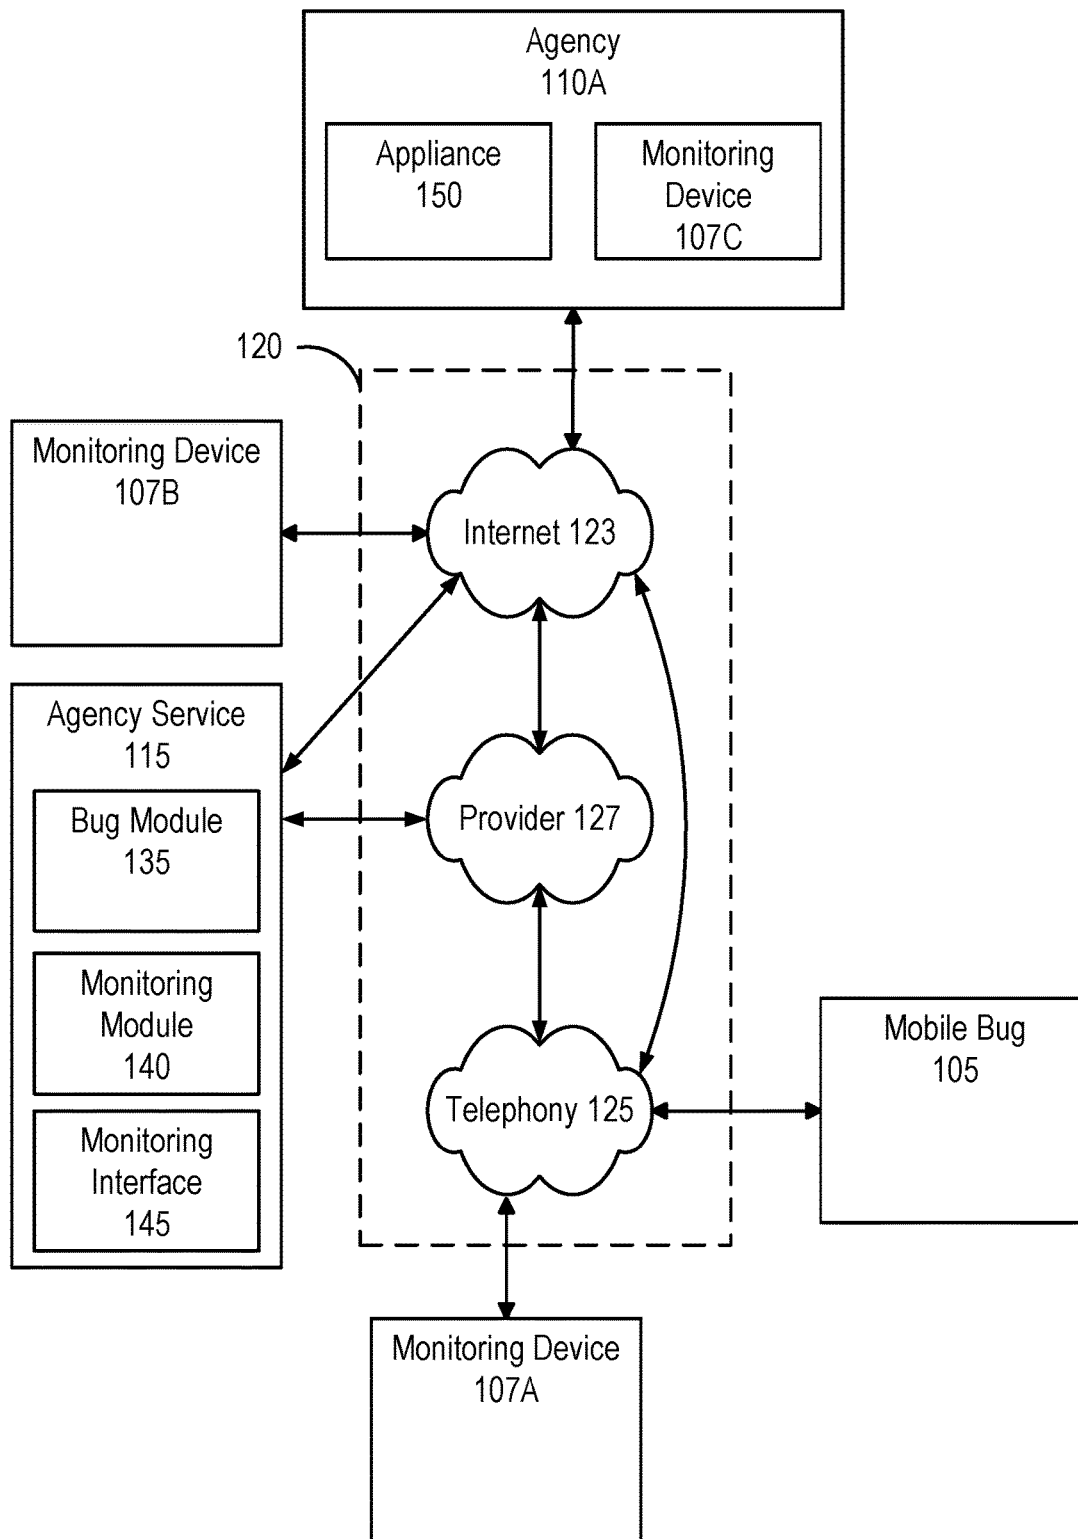 Agency
110A
Appliance
150
Monitoring
Device
107C
120
Monitoring Device
107B
Internet 123
Agency Service
115
Bug Module
135
Provider 127
Monitoring
Module
140
Mobile Bug
105
Telephony 125
Monitoring
Interface
145
Monitoring Device
107A